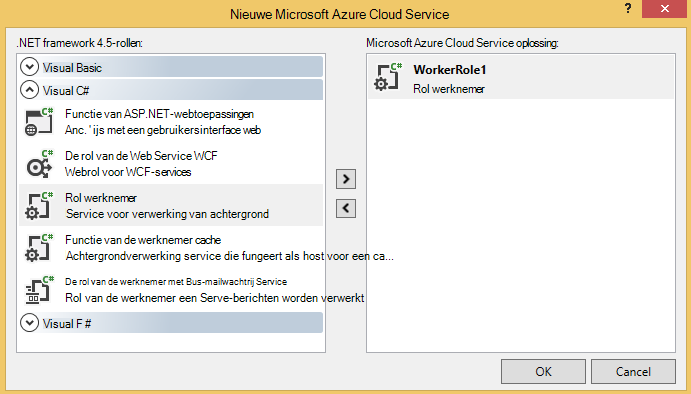 Nieuwe Microsoft Azure Cloud Service
? ×
.NET framework 4.5-rollen:
Visual Basic
Visual C#
C#
Functie van ASP.NET-webtoepassingen
Anc. ' ijs met een gebruikersinterface web
C#
De rol van de Web Service WCF
Webrol voor WCF-services
C#
Rol werknemer
Service voor verwerking van achtergrond
C#
Functie van de werknemer cache
Achtergrondverwerking service die fungeert als host voor een ca...
C#
De rol van de werknemer met Bus-mailwachtrij Service
Rol van de werknemer een Serve-berichten worden verwerkt
Visual F #
>
<
Microsoft Azure Cloud Service oplossing:
C#
WorkerRole1
Rol werknemer
OK
Cancel